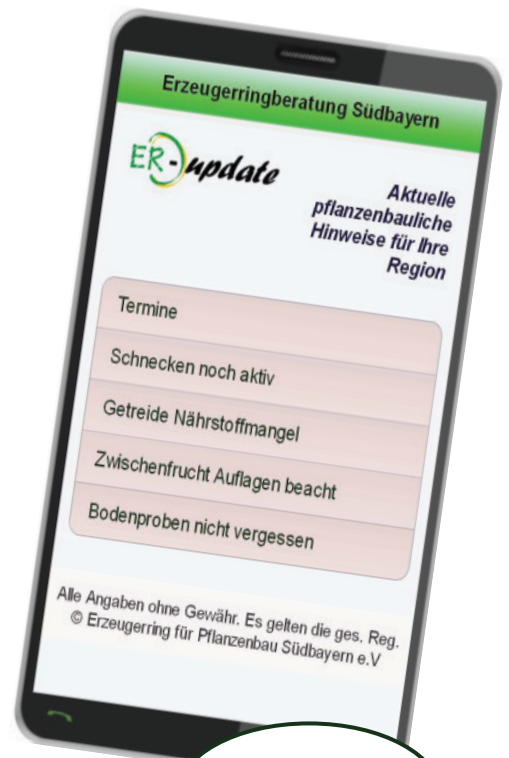 Erzeugerringberatung Südbayern
ER-update
Aktuelle
pflanzenbauliche
Hinweise für Ihre
Region
Termine
Schnecken noch aktiv
Getreide Nährstoffmangel
Zwischenfrucht Auflagen beacht
Bodenproben nicht vergessen
Alle Angaben ohne Gewähr. Es gelten die ges. Reg.
© Erzeugerring für Pflanzenbau Südbayern e.V